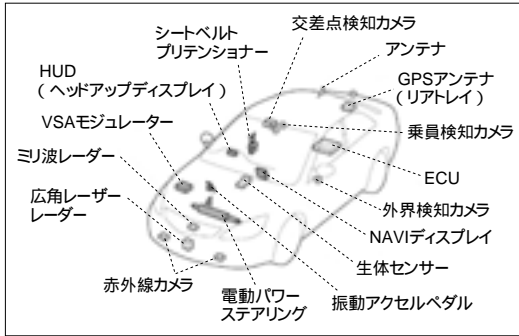 シートベルト
プリテンショナー
交差点検知カメラ
アンテナ
HUD
(ヘッドアップディスプレイ)
GPSアンテナ
(リアトレイ)
VSAモジュレーター
乗員検知カメラ
ミリ波レーダー
ECU
広角レーザー
レーダー
外界検知カメラ
NAVIディスプレイ
生体センサー
赤外線カメラ
電動パワー
ステアリング
振動アクセルペダル